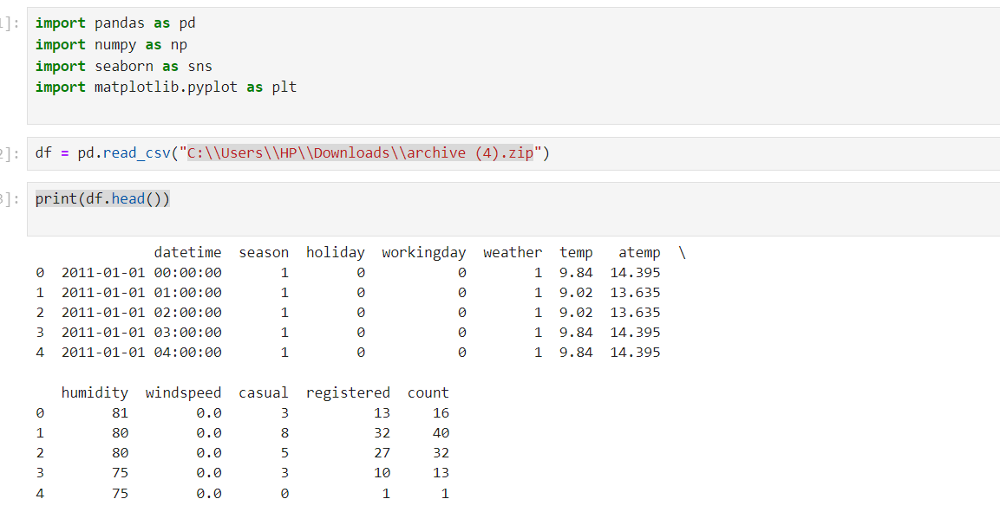 1]:
import pandas as pd
import numpy as np
import seaborn as sns
import matplotlib.pyplot as plt
2]:
df = pd.read_csv("C:\\Users\\HP\\Downloads\\archive (4).zip")
3]:
print(df.head())
datetime season holiday workingday weather temp atemp \
0 2011-01-01 00:00:00 1 0 0 1 9.84 14.395
1 2011-01-01 01:00:00 1 0 0 1 9.02 13.635
2 2011-01-01 02:00:00 1 0 0 1 9.02 13.635
3 2011-01-01 03:00:00 1 0 0 1 9.84 14.395
4 2011-01-01 04:00:00 1 0 0 1 9.84 14.395
humidity windspeed casual registered count
0 81 0.0 3 13 16
1 80 0.0 8 32 40
2 80 0.0 5 27 32
3 75 0.0 3 10 13
4 75 0.0 0 1 1